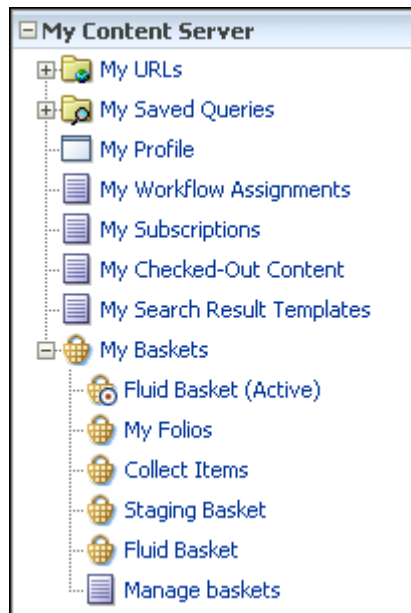 My Content Server
My URLs
My Saved Queries
My Profile
My Workflow Assignments
My Subscriptions
My Checked-Out Content
My Search Result Templates
My Baskets
Fluid Basket (Active)
My Folios
Collect Items
Staging Basket
Fluid Basket
Manage baskets